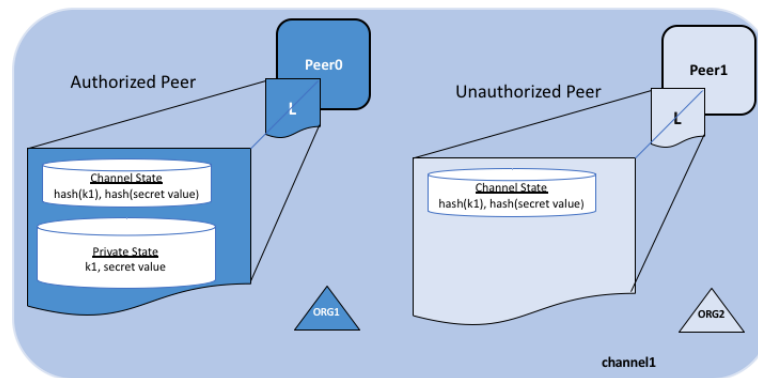 Peer0
Authorized Peer
L
Channel State
hash(k1), hash(secret value)
Private State
k1, secret value
ORG1
Peer1
Unauthorized Peer
L
Channel State
hash(k1), hash(secret value)
ORG2
channel1